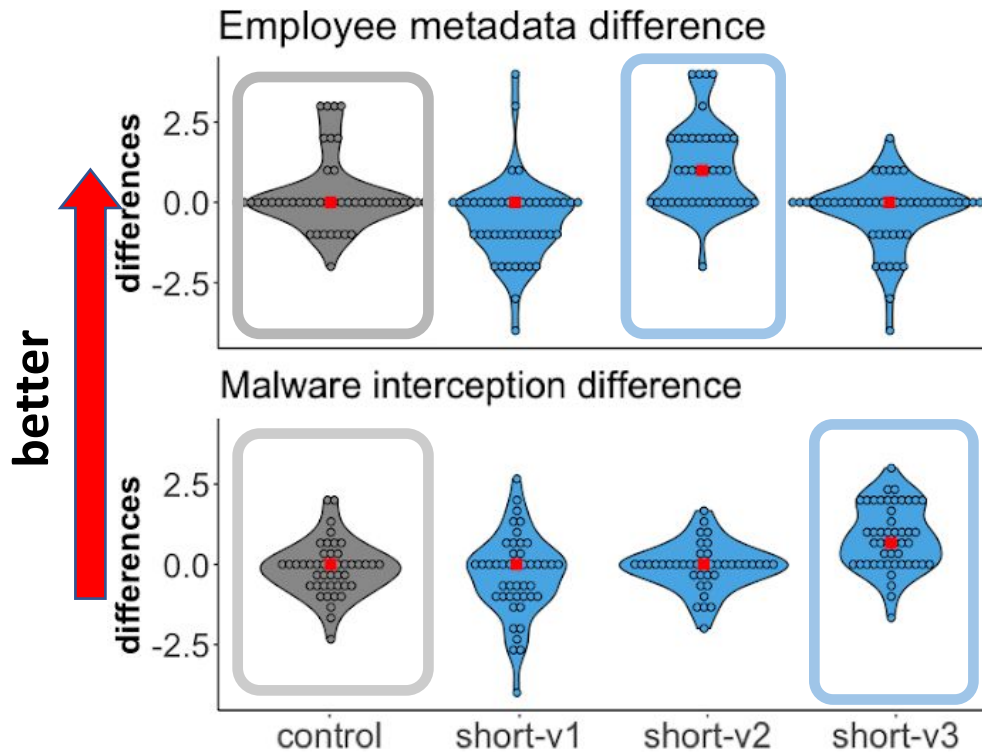 Employee metadata difference
differences
2.5
0.0
-2.5
better
Malware interception difference
differences
2.5
0.0
-2.5
control
short-v1
short-v2
short-v3